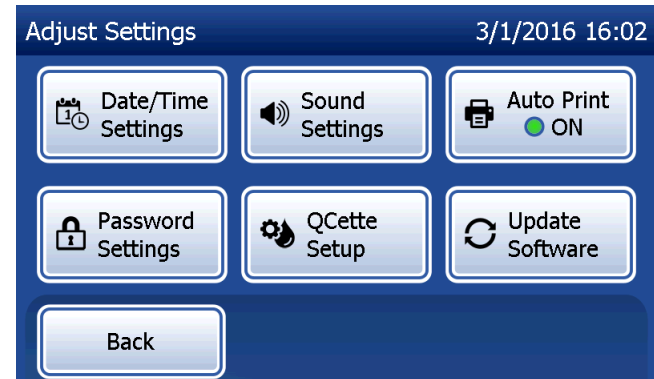 Adjust Settings 3/1/2016 16:02
Date/Time
Settings
Sound
Settings
Auto Print
ON
Password
Settings
QCette
Setup
Update
Software
Back